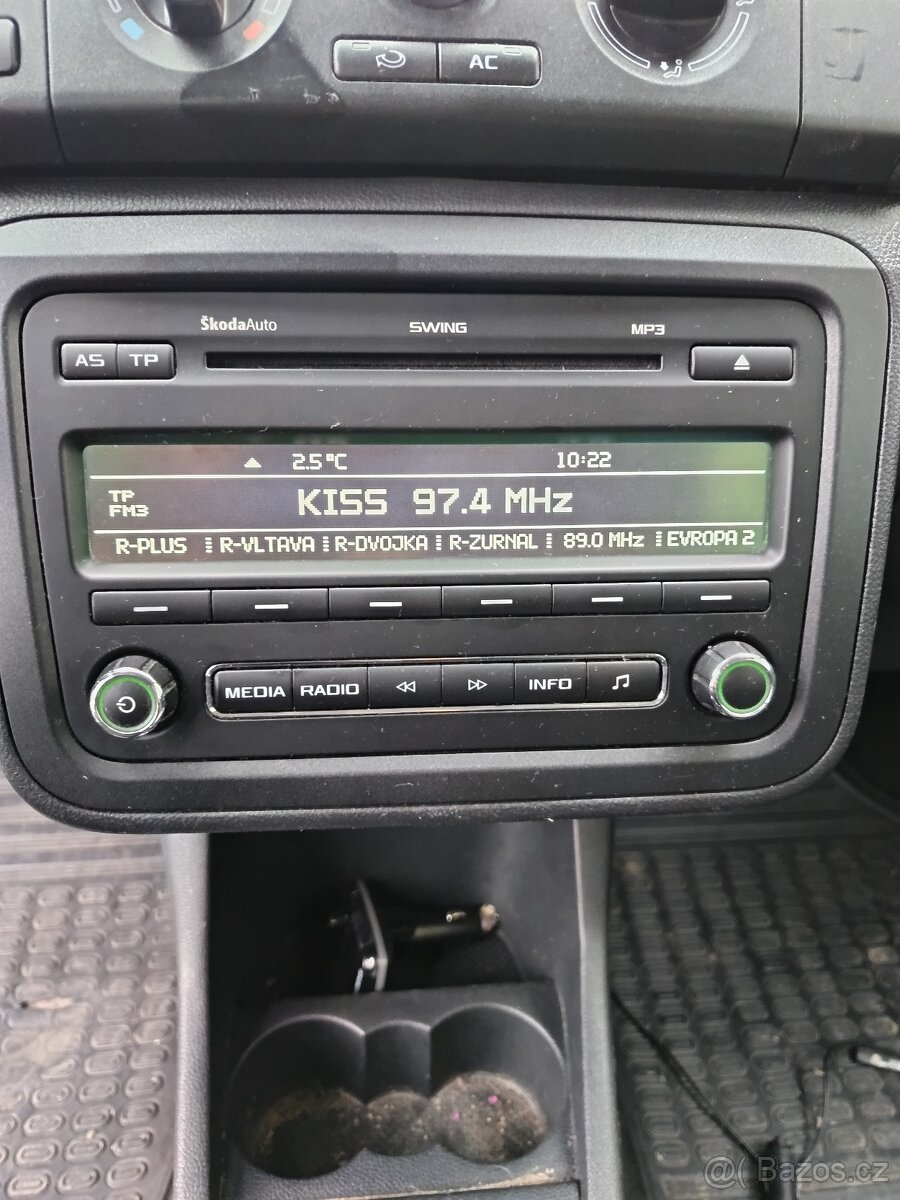 AC
ŠkodaAuto SWING MP3
AS TP
2.5°C 10:22
TP
FM3
KISS 97.4 MHz
R-PLUS R-VLTAVA R-DVOJKA R-ZURNAL 89.0 MHz EVROPA 2
MEDIA RADIO INFO
@ Bazos.cz